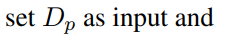 set $D_p$ as input and